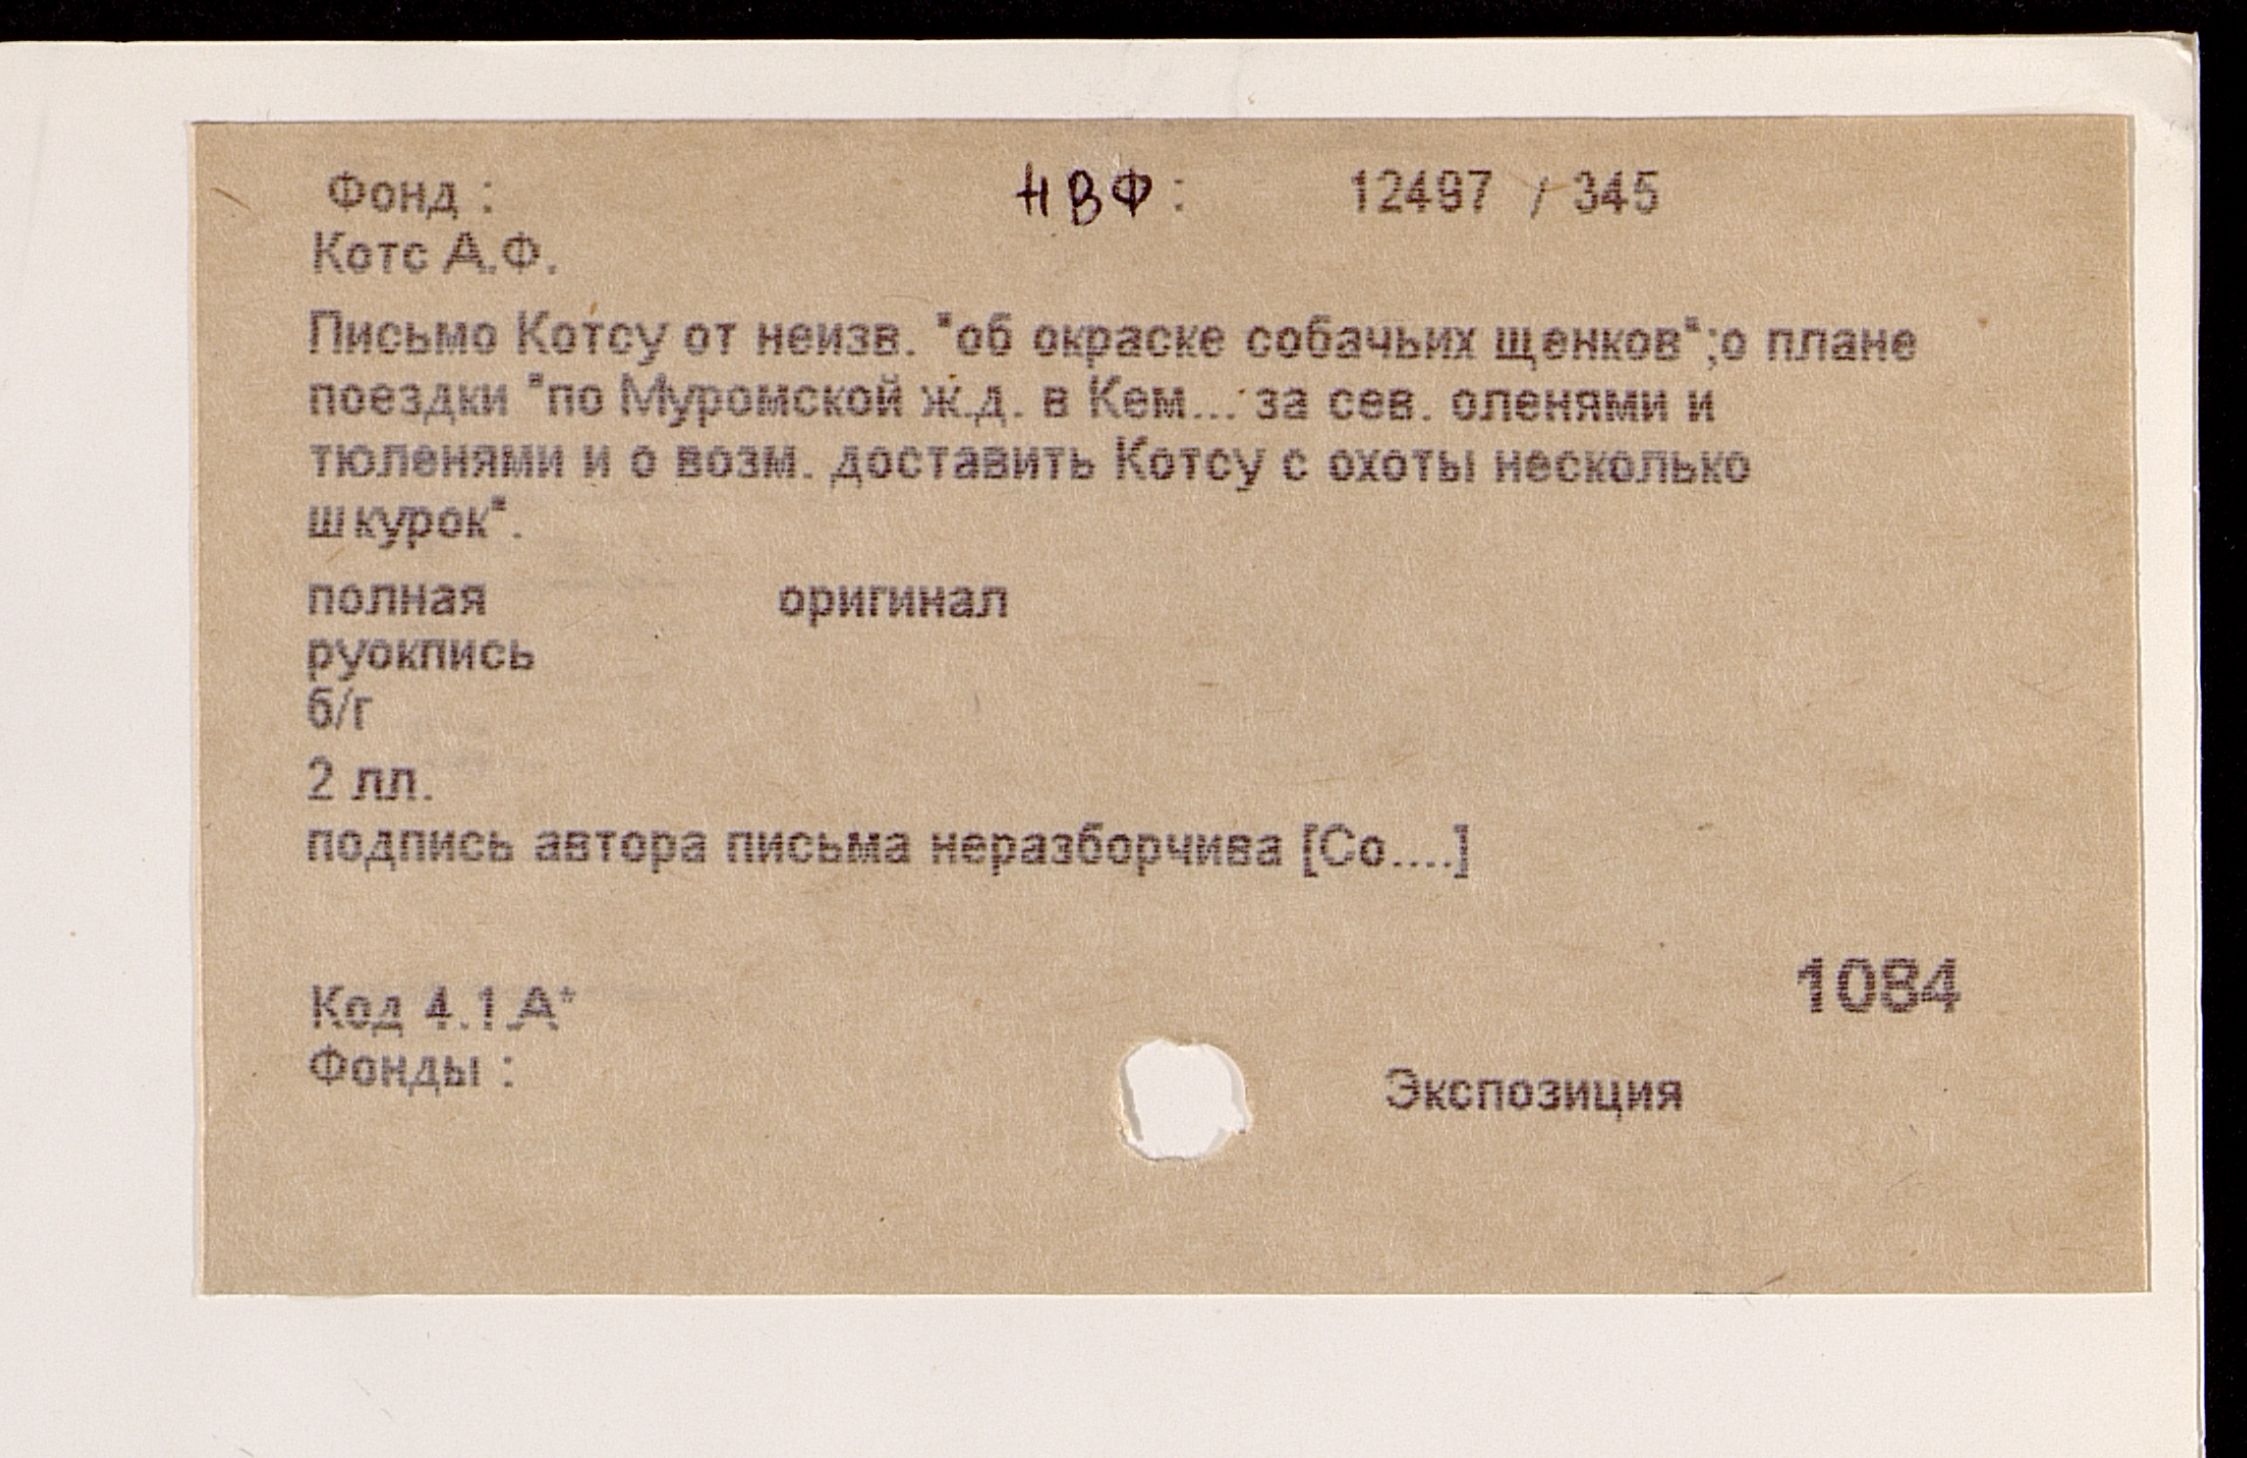 Фонд : НВФ : 12497 / 345
Котс А.Ф.
Письмо Котсу от неизв. "об окраске собачьих щенков";о плане
поездки "по Муромской ж.д. в Кем... за сев. оленями и
тюленями и о возм. доставить Котсу с охоты несколько
шкурок".
полная оригинал
руокпись
б/г
2 лл.
подпись автора письма неразборчива [Со....]
1084
Код 4.1.А*
Фонды :
Экспозиция